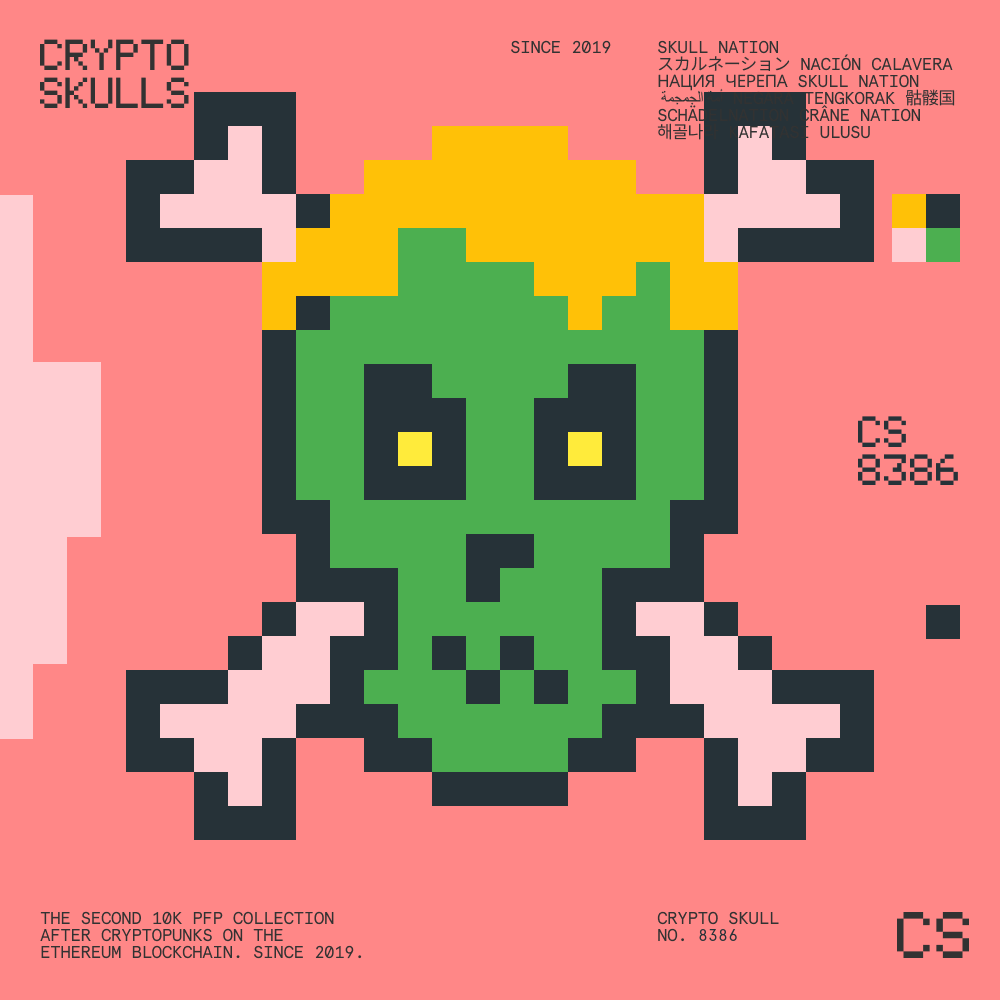 CRYPTO
SKULLS
SINCE 2019
SKULL NATION
スカルネーション NACIÓN CALAVERA
НАЦИЯ ЧЕРЕПА SKULL NATION
TENGKORAK 骷髅国
CRÂNE NATION
해골나 ULUSU
CS
8386
THE SECOND 10K PFP COLLECTION
AFTER CRYPTOPUNKS ON THE
ETHEREUM BLOCKCHAIN. SINCE 2019.
CRYPTO SKULL
NO. 8386
CS